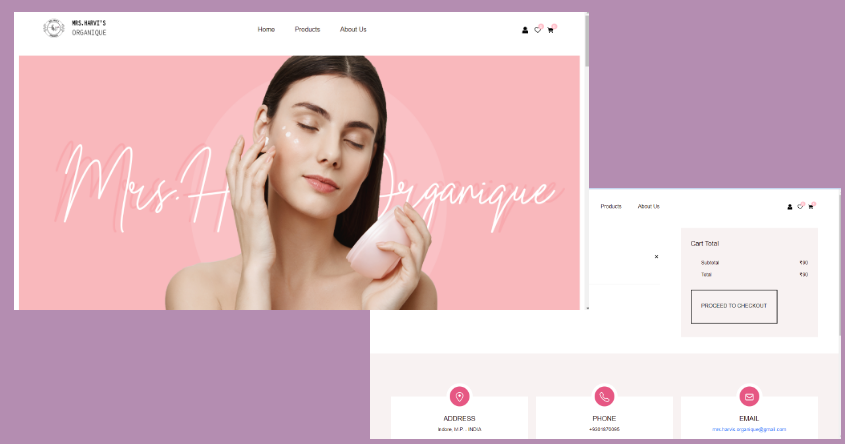 MRS.HARVI'S
ORGANIQUE
Home Products About Us
Mrs.H Organique
Products About Us
×
Cart Total
Subtotal ₹90
Total ₹90
PROCEED TO CHECKOUT
ADDRESS
Indore, M.P. , INDIA
PHONE
EMAIL
mrs.harvis.organique@gmail.com